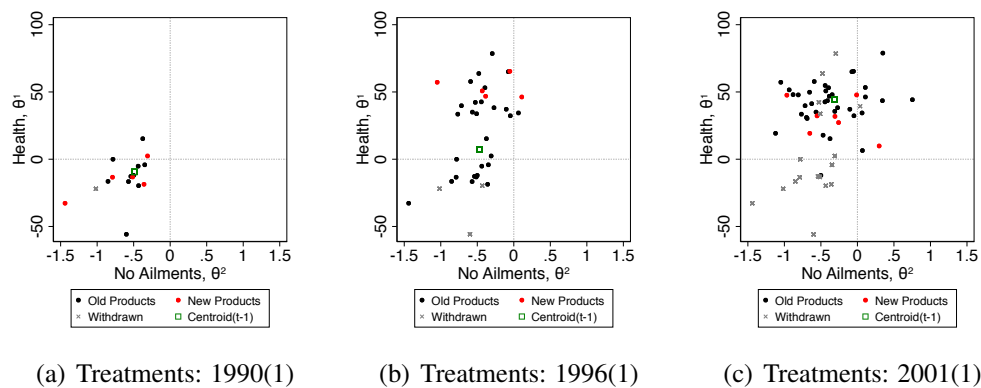 100
50
0
-50
Health, θ¹
-1.5 -1 -.5 0 .5 1 1.5
No Ailments, θ²
Old Products New Products
Withdrawn Centroid(t-1)
(a) Treatments: 1990(1)
100
50
0
-50
Health, θ¹
-1.5 -1 -.5 0 .5 1 1.5
No Ailments, θ²
Old Products New Products
Withdrawn Centroid(t-1)
(b) Treatments: 1996(1)
100
50
0
-50
Health, θ¹
-1.5 -1 -.5 0 .5 1 1.5
No Ailments, θ²
Old Products New Products
Withdrawn Centroid(t-1)
(c) Treatments: 2001(1)